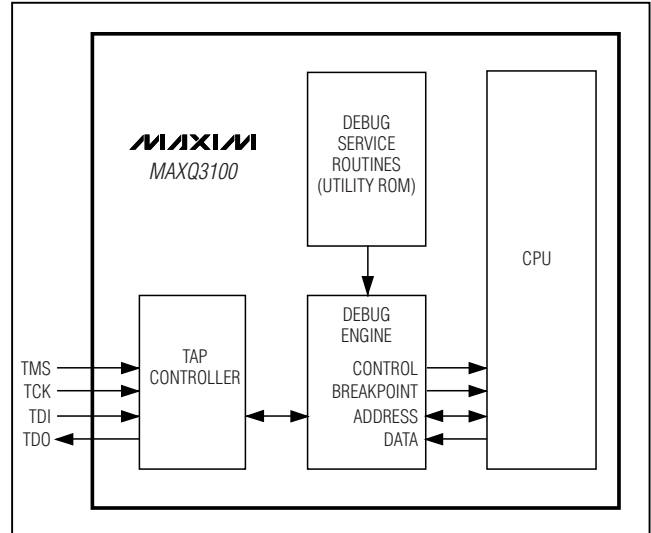 MAXIM
MAXQ3100
DEBUG
SERVICE
ROUTINES
(UTILITY ROM)
CPU
TAP
CONTROLLER
DEBUG
ENGINE
CONTROL
BREAKPOINT
ADDRESS
DATA
TMS
TCK
TDI
TDO